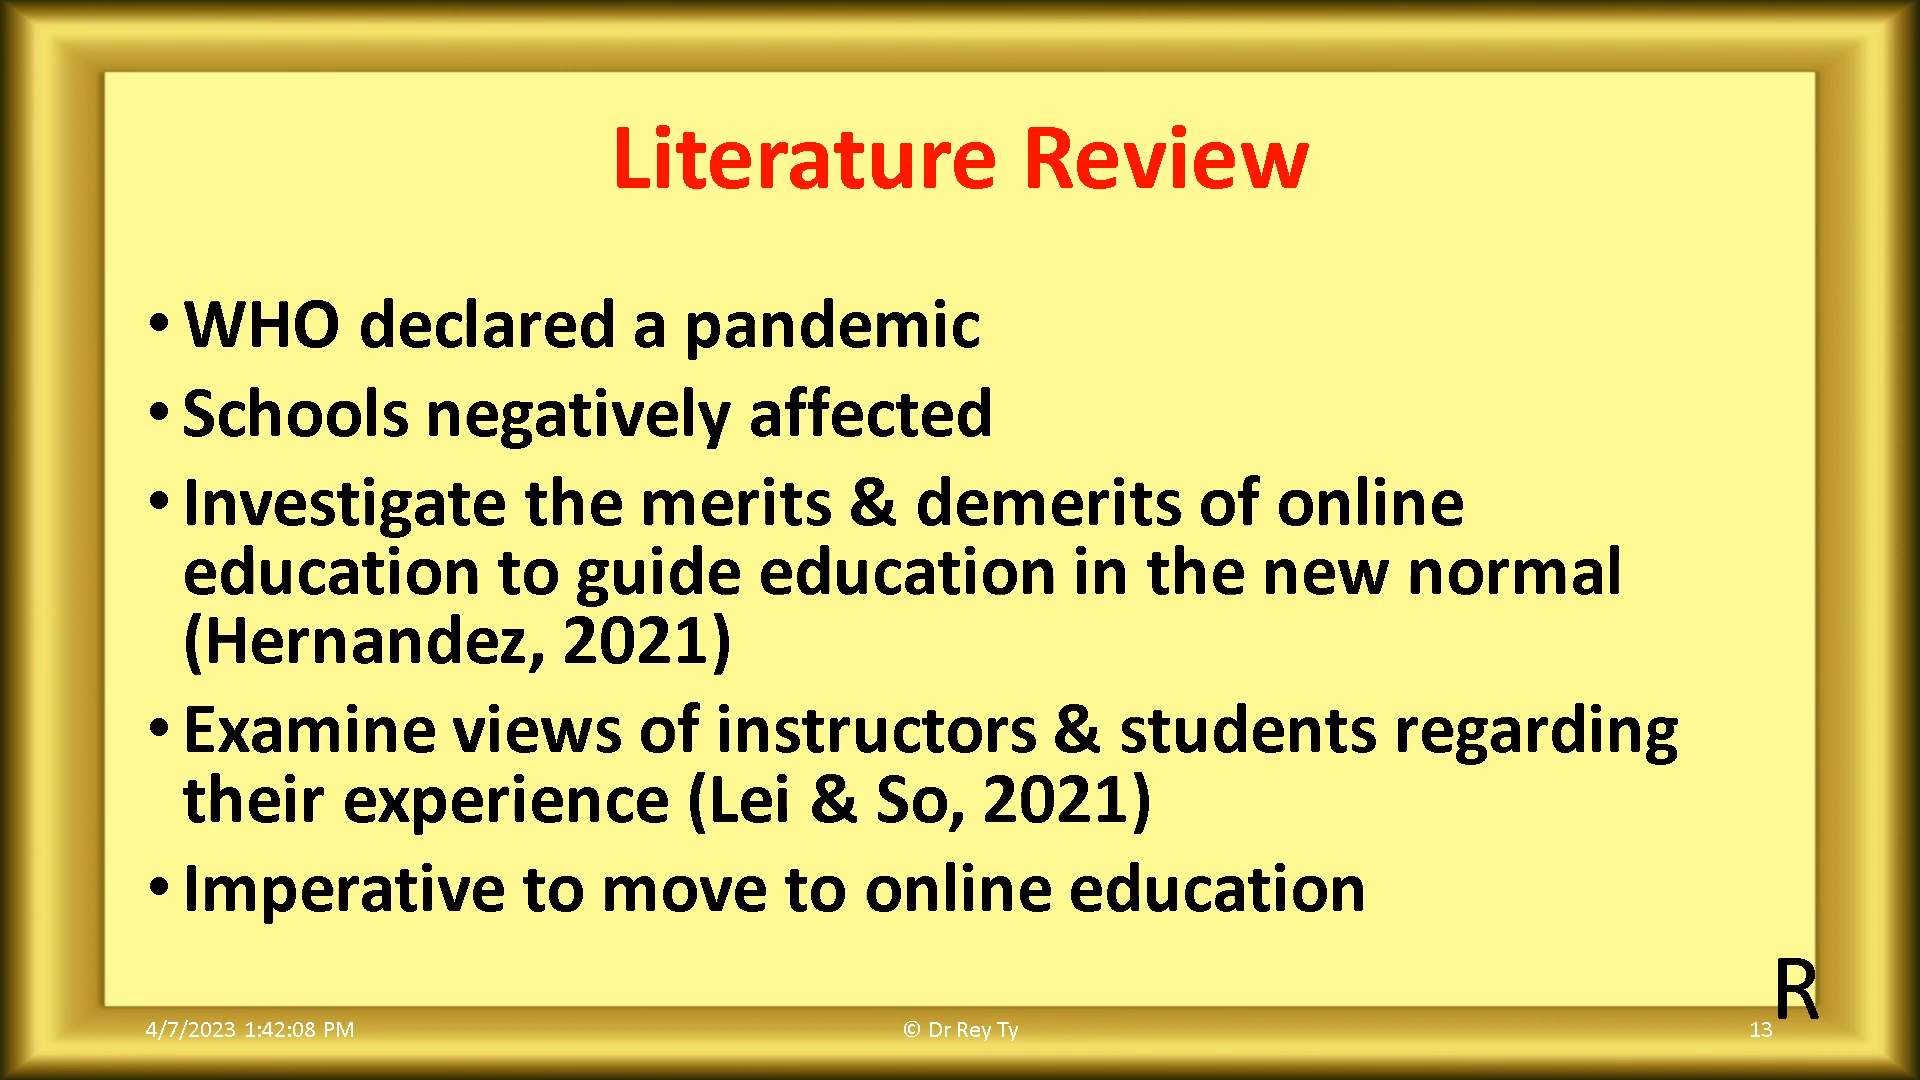 Literature Review
• WHO declared a pandemic
• Schools negatively affected
• Investigate the merits & demerits of online
education to guide education in the new normal
(Hernandez, 2021)
• Examine views of instructors & students regarding
their experience (Lei & So, 2021)
• Imperative to move to online education
R
4/7/2023 1:42:08 PM
© Dr Rey Ty
13